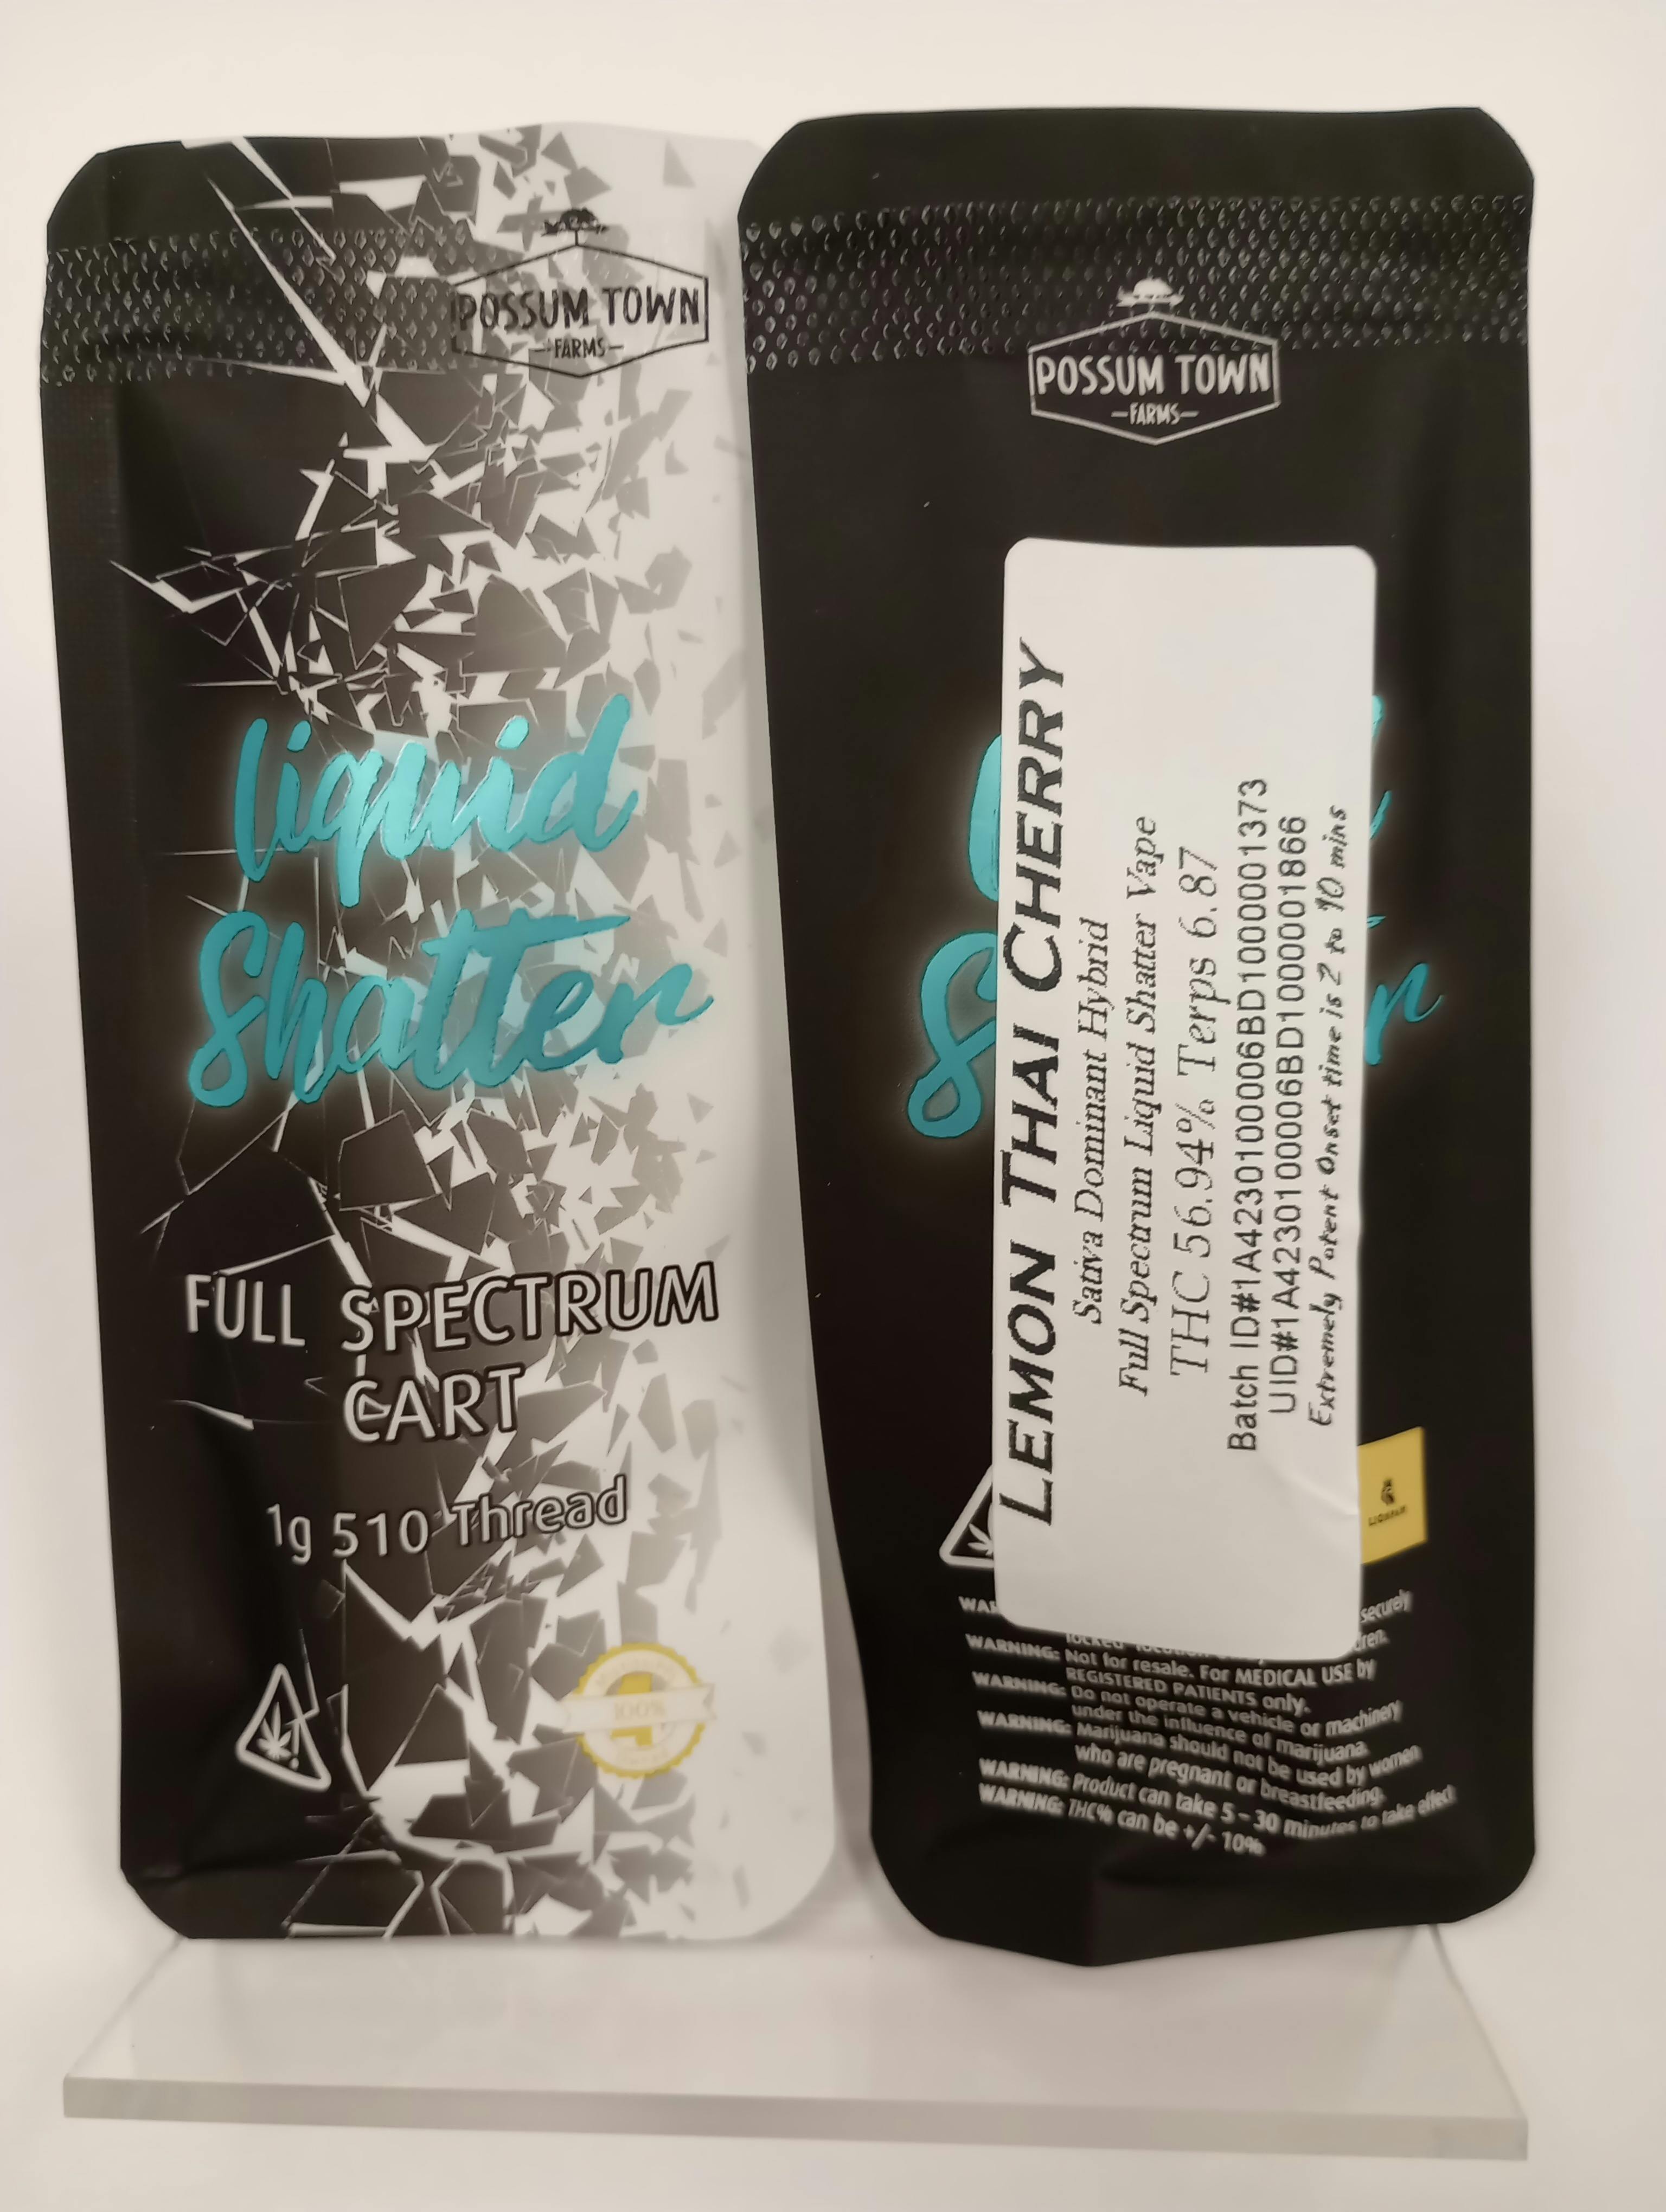 POSSUM TOWN
FARMS
Liquid
Shatter
FULL SPECTRUM
CART
1g 510 Thread
100%
POSSUM TOWN
FARMS
LEMON THAI CHERRY
Sativa Dominant Hybrid
Full Spectrum Liquid Shatter Vape
THC 56.94% Terps 6.87
Batch ID#1A4230100006BD1000001373
UID#1A4230100006BD1000001866
Extremely Potent Onset time is 2 to 10 mins
securely
WARNING: Not for resale. For MEDICAL USE by
REGISTERED PATIENTS only.
WARNING: Do not operate a vehicle or machinery
under the influence of marijuana.
WARNING: Marijuana should not be used by women
who are pregnant or breastfeeding.
WARNING: Product can take 5 - 30 minutes to take effect
WARNING: THC% can be +/- 10%